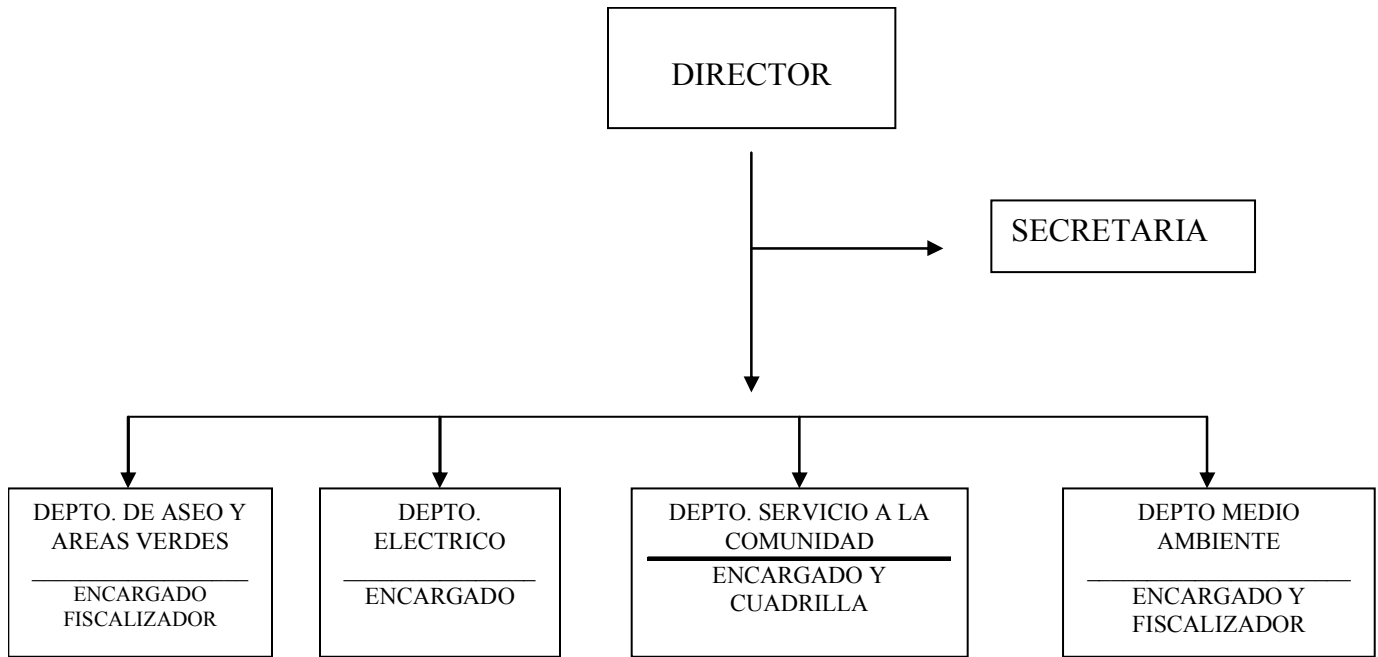 DIRECTOR
SECRETARIA
DEPTO. DE ASEO Y
AREAS VERDES
ENCARGADO
FISCALIZADOR
DEPTO.
ELECTRICO
ENCARGADO
DEPTO. SERVICIO A LA
COMUNIDAD
ENCARGADO Y
CUADRILLA
DEPTO MEDIO
AMBIENTE
ENCARGADO Y
FISCALIZADOR